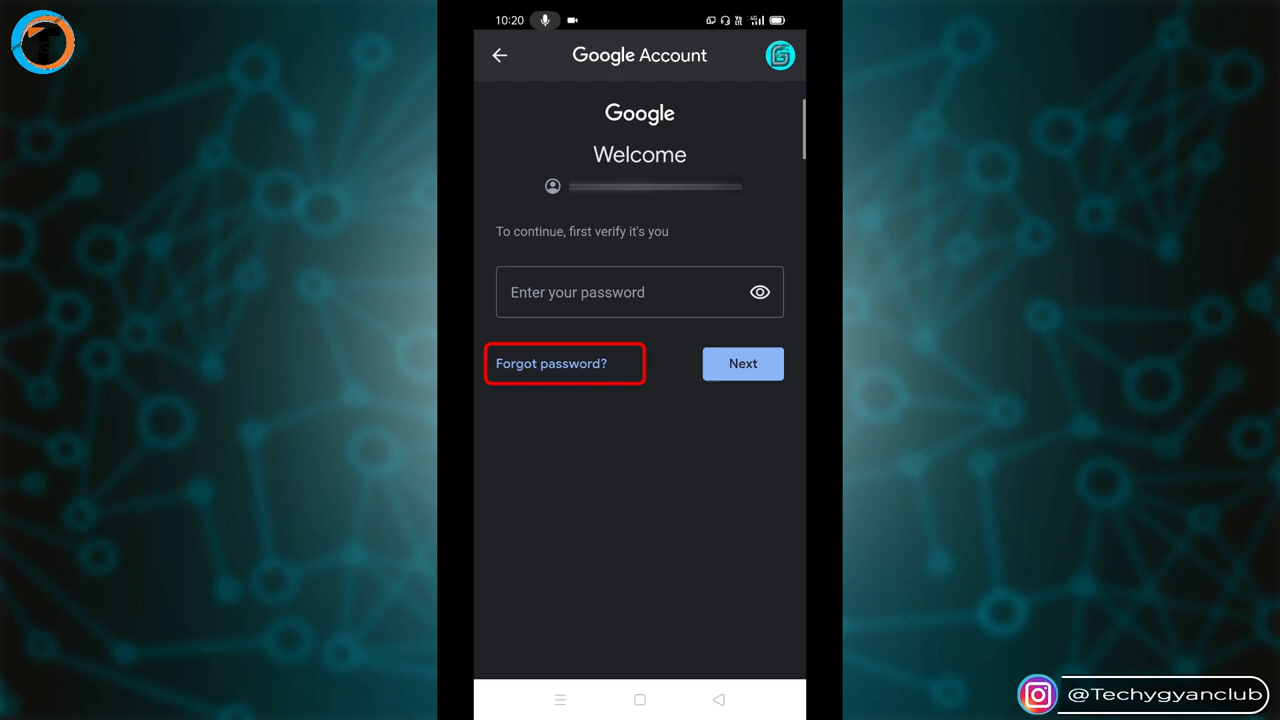 10:20
Google Account
Google
Welcome
To continue, first verify it's you
Enter your password
Forgot password?
Next
@Techygyanclub